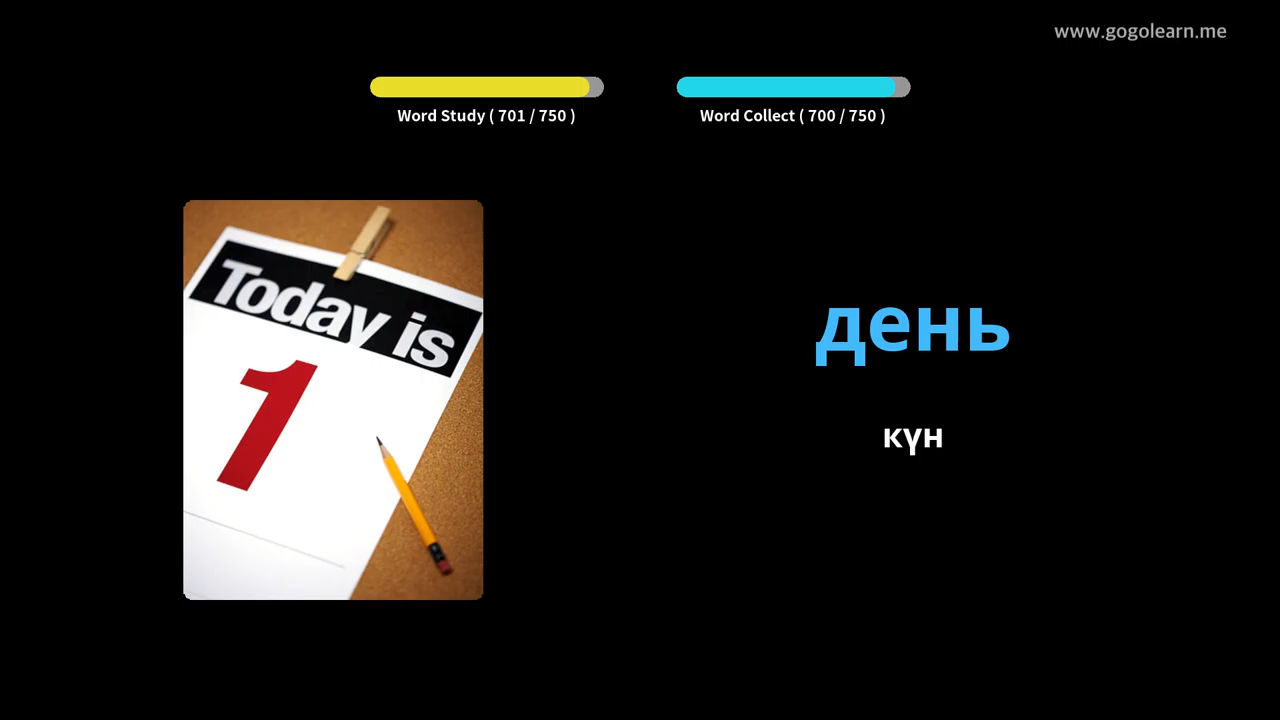 www.gogolearn.me
Word Study ( 701 / 750 )
Word Collect ( 700 / 750 )
Today is
1
день
күн